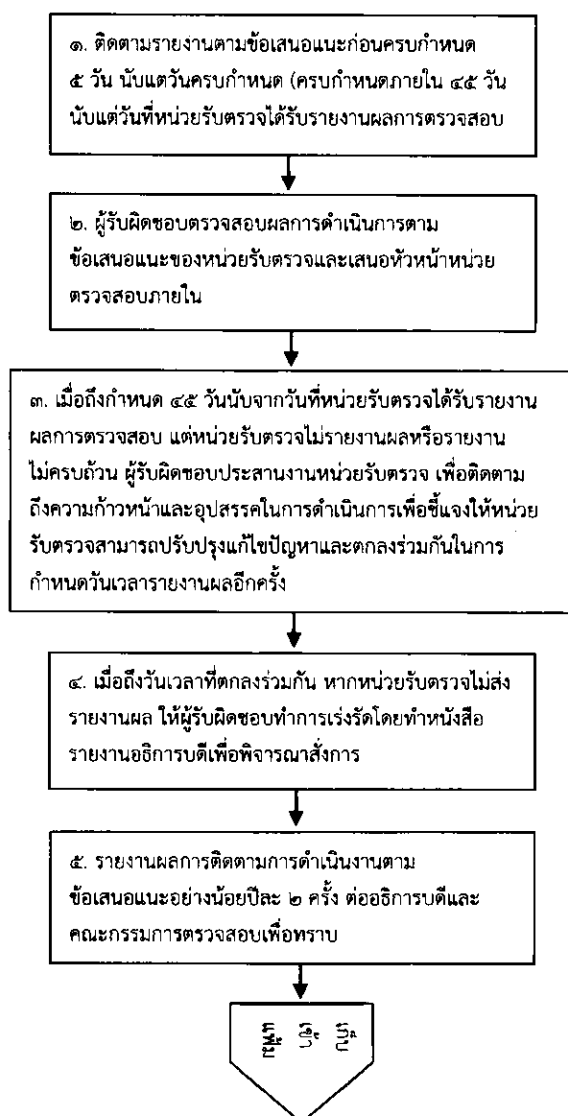 ๑. ติดตามรายงานตามข้อเสนอแนะก่อนครบกำหนด
๕ วัน นับแต่วันครบกำหนด (ครบกำหนดภายใน ๔๕ วัน
นับแต่วันที่หน่วยรับตรวจได้รับรายงานผลการตรวจสอบ
๒. ผู้รับผิดชอบตรวจสอบผลการดำเนินการตาม
ข้อเสนอแนะของหน่วยรับตรวจและเสนอหัวหน้าหน่วย
ตรวจสอบภายใน
๓. เมื่อถึงกำหนด ๔๕ วันนับจากวันที่หน่วยรับตรวจได้รับรายงาน
ผลการตรวจสอบ แต่หน่วยรับตรวจไม่รายงานผลหรือรายงาน
ไม่ครบถ้วน ผู้รับผิดชอบประสานงานหน่วยรับตรวจ เพื่อติดตาม
ถึงความก้าวหน้าและอุปสรรคในการดำเนินการเพื่อชี้แจงให้หน่วย
รับตรวจสามารถปรับปรุงแก้ไขปัญหาและตกลงร่วมกันในการ
กำหนดวันเวลารายงานผลอีกครั้ง
๔. เมื่อถึงวันเวลาที่ตกลงร่วมกัน หากหน่วยรับตรวจไม่ส่ง
รายงานผล ให้ผู้รับผิดชอบทำการเร่งรัดโดยทำหนังสือ
รายงานอธิการบดีเพื่อพิจารณาสั่งการ
๕. รายงานผลการติดตามการดำเนินงานตาม
ข้อเสนอแนะอย่างน้อยปีละ ๒ ครั้ง ต่ออธิการบดีและ
คณะกรรมการตรวจสอบเพื่อทราบ
เก็บ
เข้า
แฟ้ม